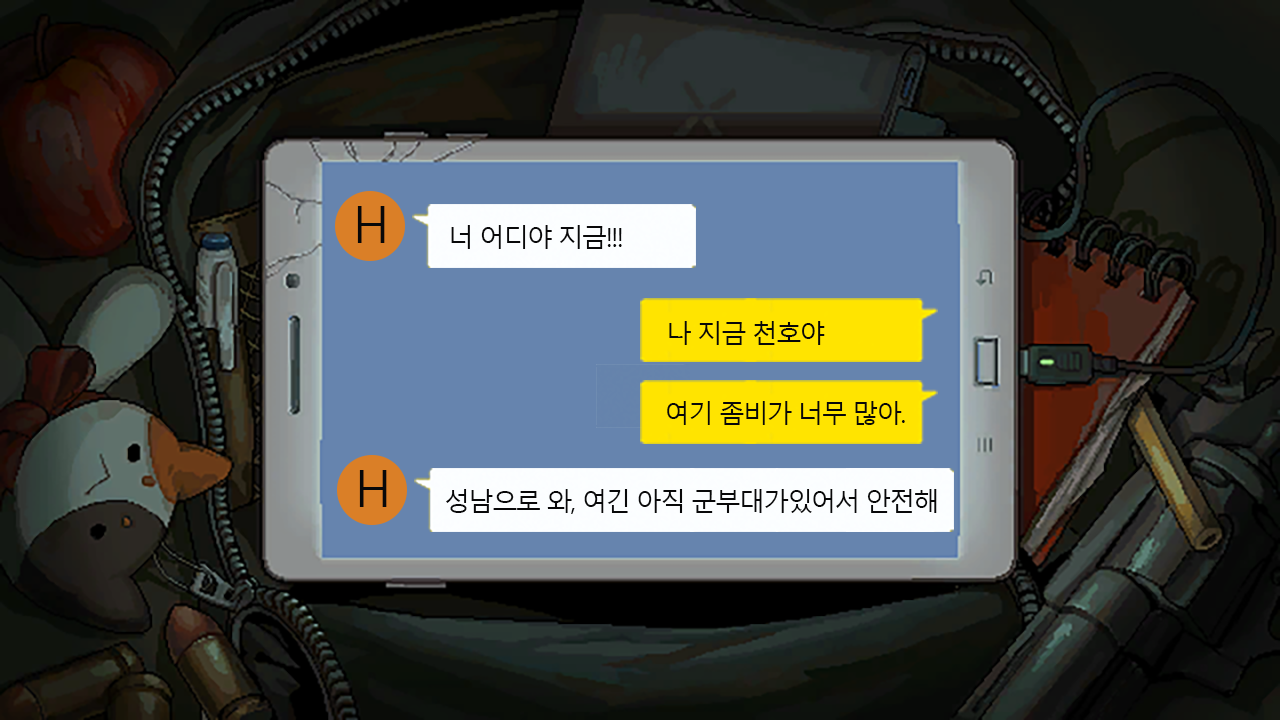 H
너 어디야 지금!!!
나 지금 천호야
여기 좀비가 너무 많아.
H
성남으로 와, 여긴 아직 군부대가있어서 안전해